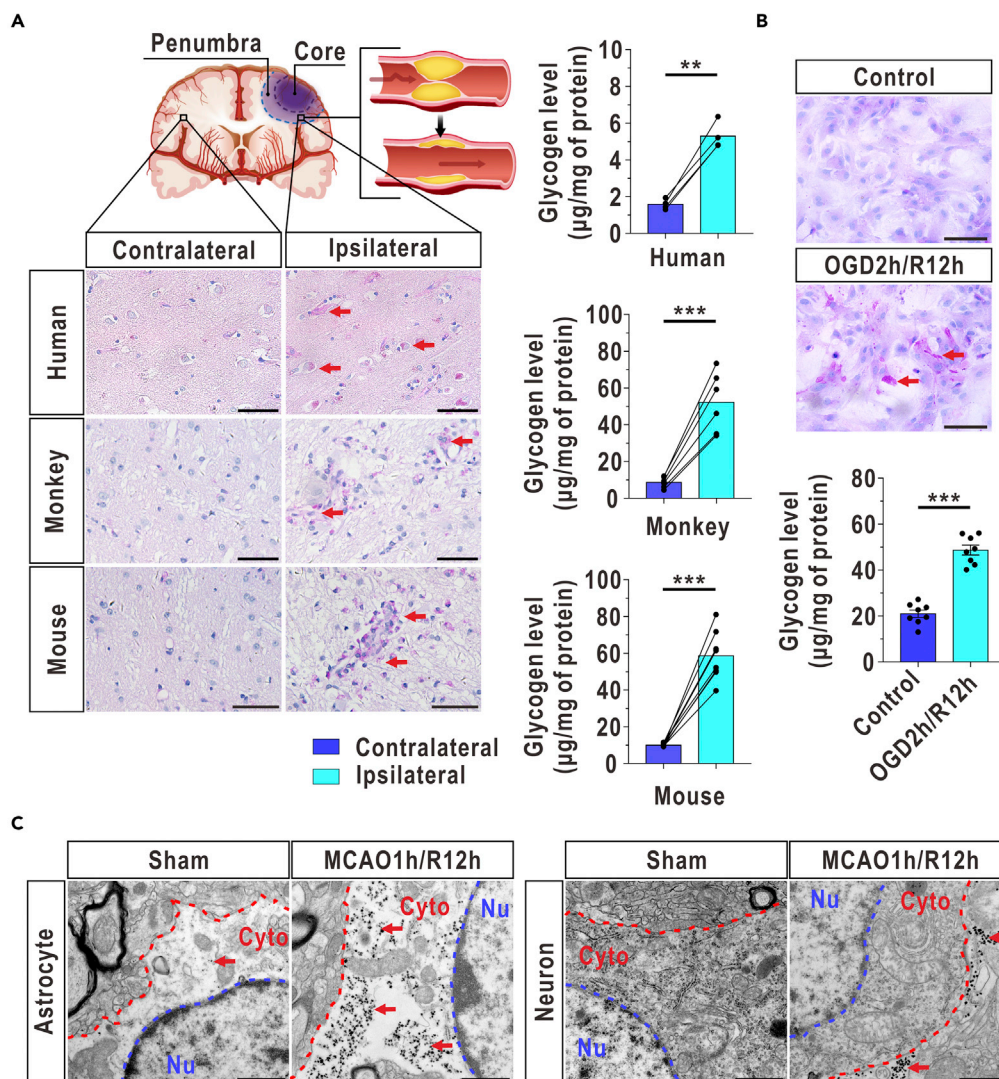 A
Penumbra
Core
Contralateral
Ipsilateral
Human
Monkey
Mouse
Contralateral
Ipsilateral
Glycogen level
(µg/mg of protein)
8
6
4
2
0
**
Human
Glycogen level
(µg/mg of protein)
100
80
60
40
20
0
***
Monkey
Glycogen level
(µg/mg of protein)
100
80
60
40
20
0
***
Mouse
B
Control
OGD2h/R12h
Glycogen level
(µg/mg of protein)
80
60
40
20
0
***
Control
OGD2h/R12h
C
Astrocyte
Sham
Cyto
Nu
MCAO1h/R12h
Cyto
Nu
Neuron
Sham
Cyto
Nu
MCAO1h/R12h
Nu
Cyto